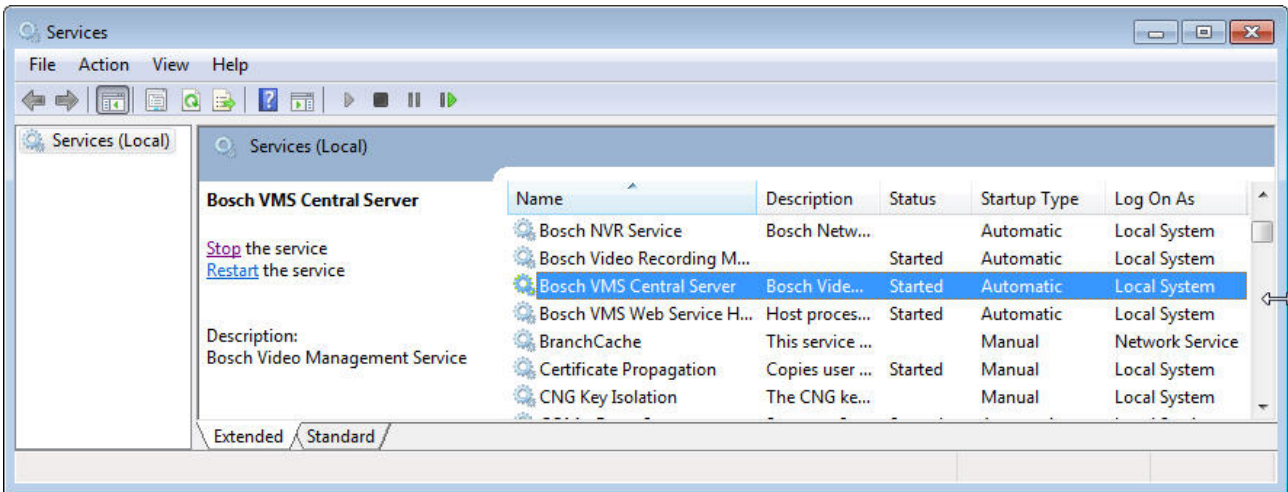 Services
File Action View Help
Services (Local)
Services (Local)
Bosch VMS Central Server
Stop the service
Restart the service
Description:
Bosch Video Management Service
Name Description Status Startup Type Log On As
Bosch NVR Service Bosch Netw... Automatic Local System
Bosch Video Recording M... Started Automatic Local System
Bosch VMS Central Server Bosch Vide... Started Automatic Local System
Bosch VMS Web Service H... Host proces... Started Automatic Local System
BranchCache This service ... Manual Network Service
Certificate Propagation Copies user ... Started Manual Local System
CNG Key Isolation The CNG ke... Manual Local System
Extended Standard